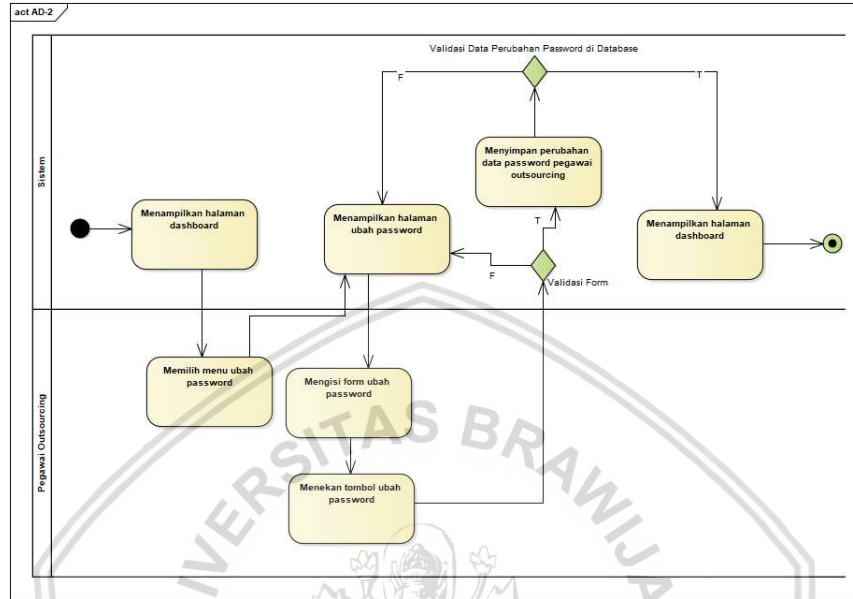 act AD-2
Validasi Data Perubahan Password di Database
F
T
Menyimpan perubahan
data password pegawai
outsourcing
Sistem
Menampilkan halaman
dashboard
Menampilkan halaman
ubah password
Menampilkan halaman
dashboard
T
F
Validasi Form
Memilih menu ubah
password
Mengisi form ubah
password
Pegawai Outsourcing
Menekan tombol ubah
password
IVERSITAS BRAWIJA